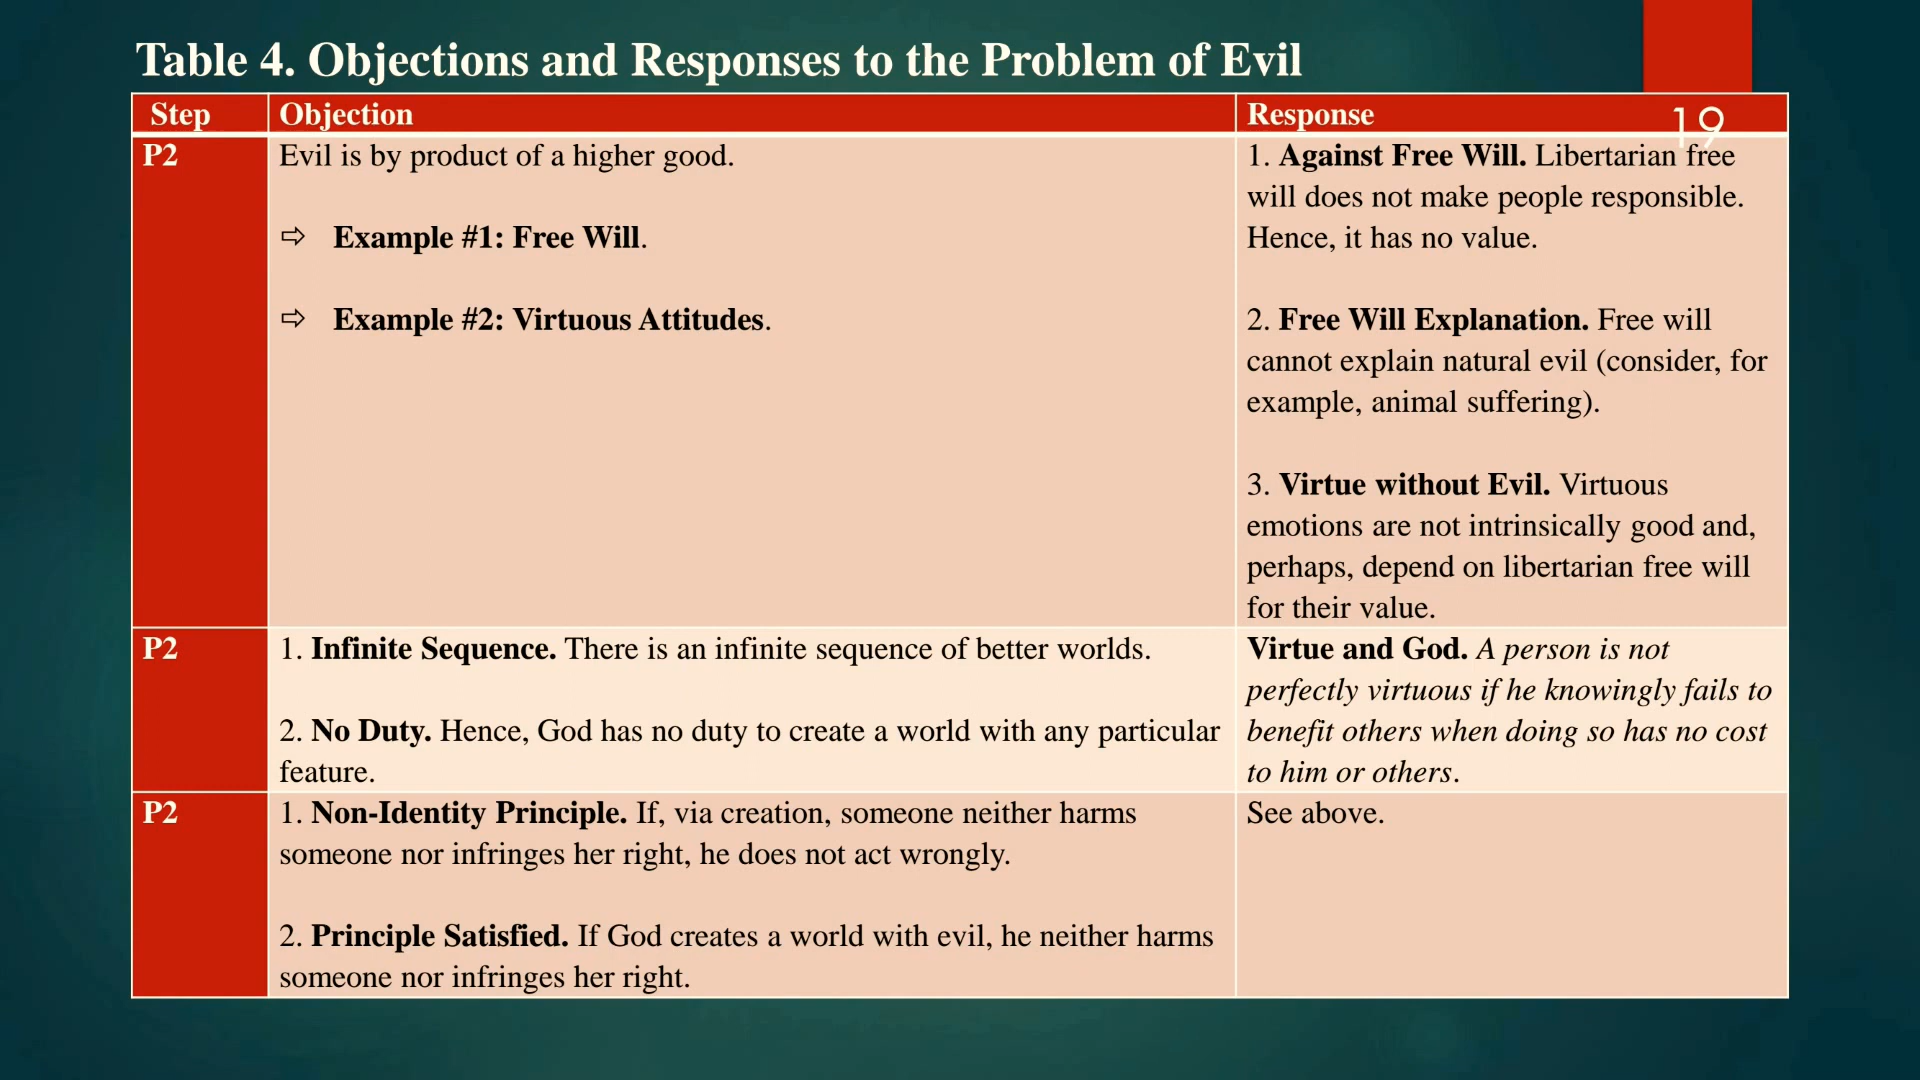 Table 4. Objections and Responses to the Problem of Evil
19
Step
Objection
Response
P2
Evil is by product of a higher good.
⇨ Example #1: Free Will.
⇨ Example #2: Virtuous Attitudes.
1. Against Free Will. Libertarian free
will does not make people responsible.
Hence, it has no value.
2. Free Will Explanation. Free will
cannot explain natural evil (consider, for
example, animal suffering).
3. Virtue without Evil. Virtuous
emotions are not intrinsically good and,
perhaps, depend on libertarian free will
for their value.
P2
1. Infinite Sequence. There is an infinite sequence of better worlds.
2. No Duty. Hence, God has no duty to create a world with any particular
feature.
Virtue and God. A person is not
perfectly virtuous if he knowingly fails to
benefit others when doing so has no cost
to him or others.
P2
1. Non-Identity Principle. If, via creation, someone neither harms
someone nor infringes her right, he does not act wrongly.
2. Principle Satisfied. If God creates a world with evil, he neither harms
someone nor infringes her right.
See above.